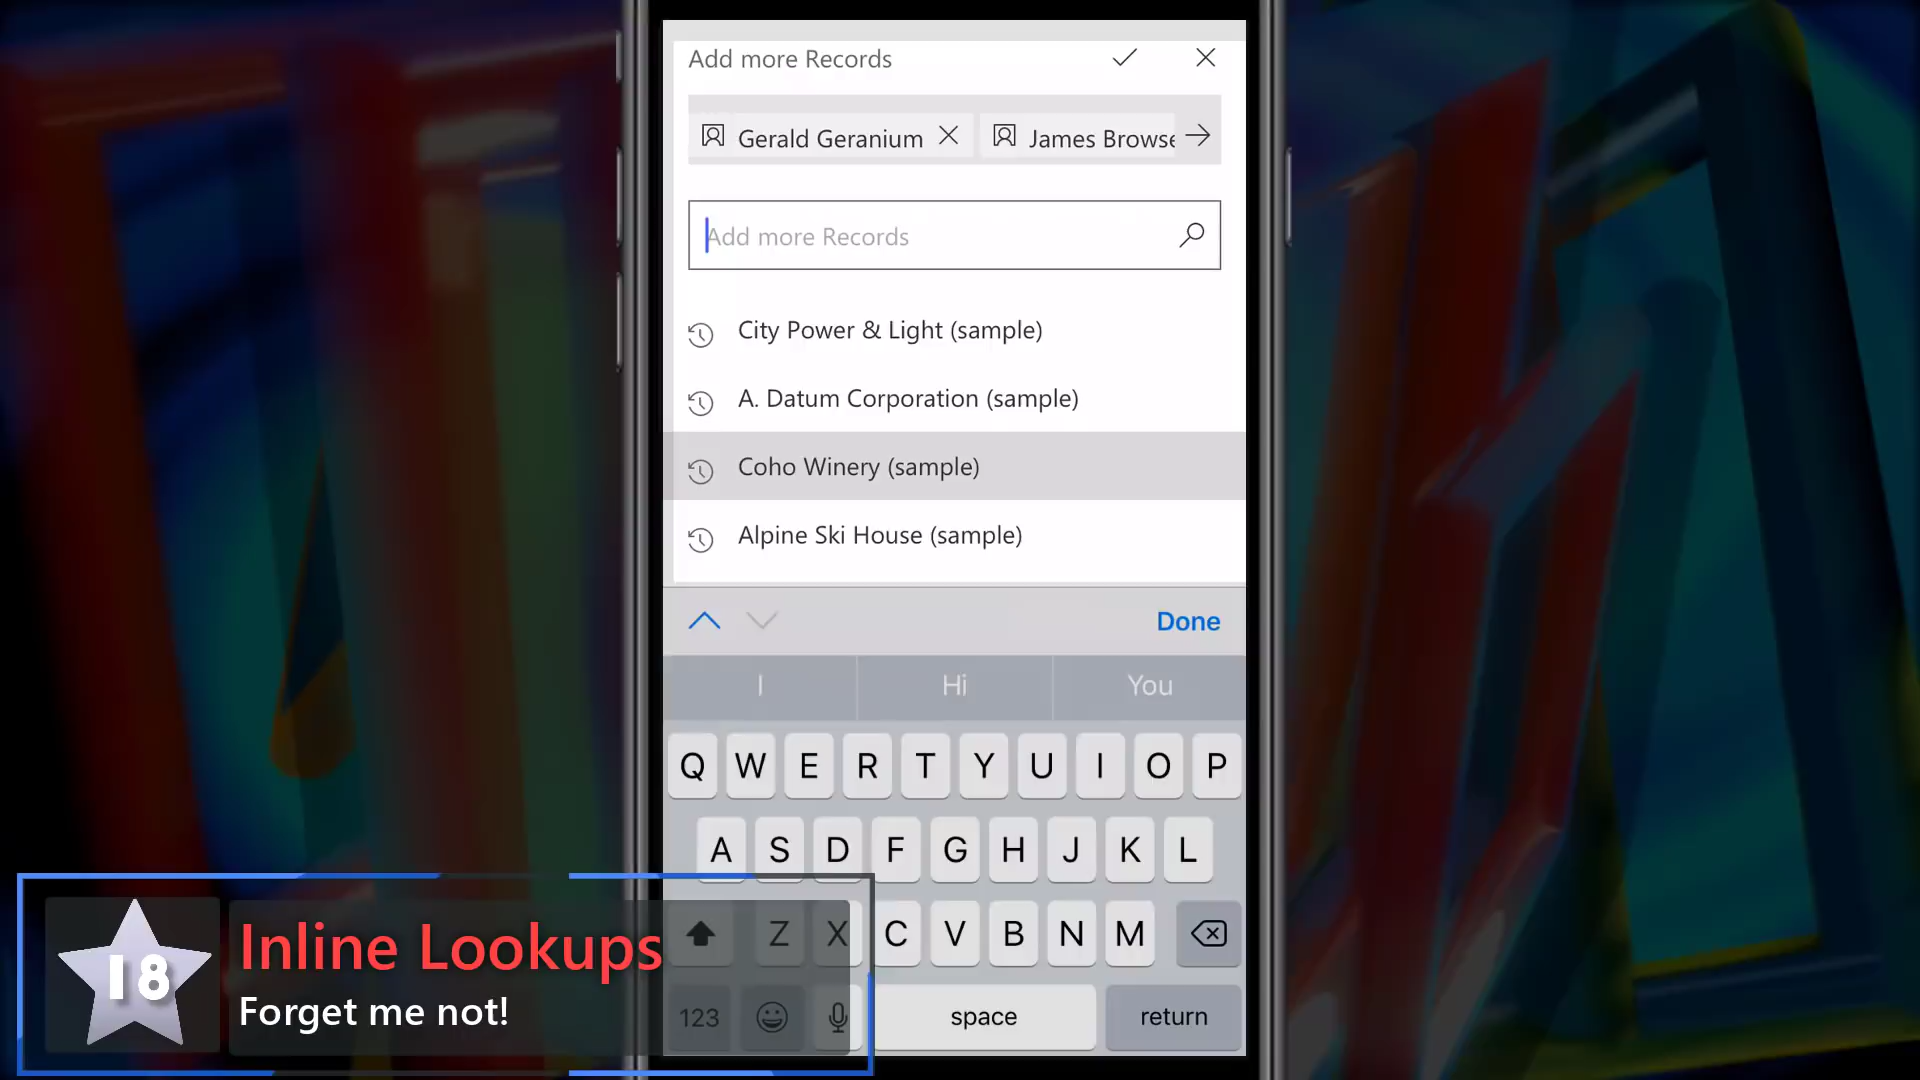 Add more Records
Gerald Geranium James Browse
Add more Records
City Power & Light (sample)
A. Datum Corporation (sample)
Coho Winery (sample)
Alpine Ski House (sample)
Done
I Hi You
Q W E R T Y U I O P
A S D F G H J K L
Z X C V B N M
123 space return
18
Inline Lookups
Forget me not!